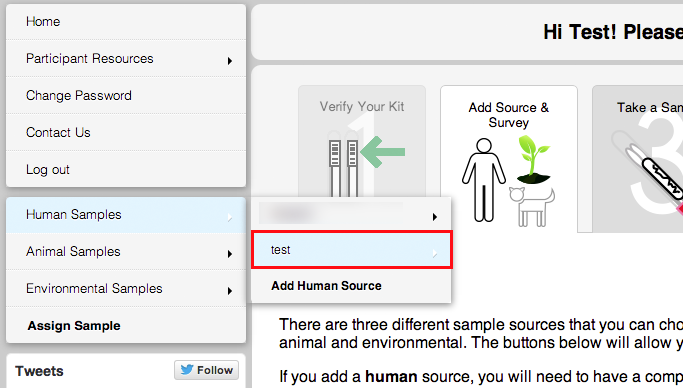 Home
Participant Resources
Change Password
Contact Us
Log out
Human Samples
Animal Samples
Environmental Samples
Assign Sample
Tweets
Follow
test
Add Human Source
Hi Test! Please
1
Verify Your Kit
Add Source &
Survey
3
Take a Sam
There are three different sample sources that you can cho
animal and environmental. The buttons below will allow y
If you add a human source, you will need to have a comp